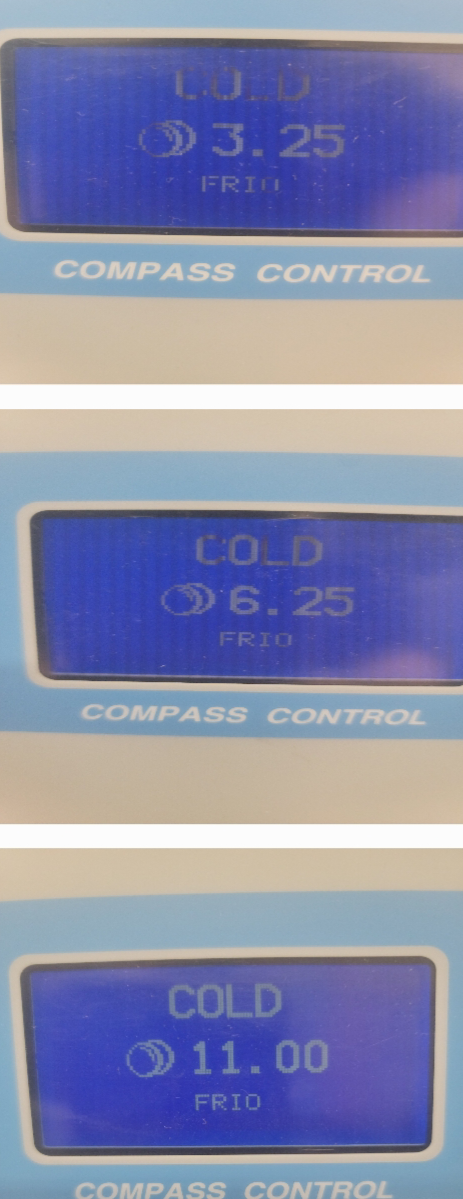 COLD
3.25
FRIO
COMPASS CONTROL
COLD
6.25
FRIO
COMPASS CONTROL
COLD
11.00
FRIO
COMPASS CONTROL